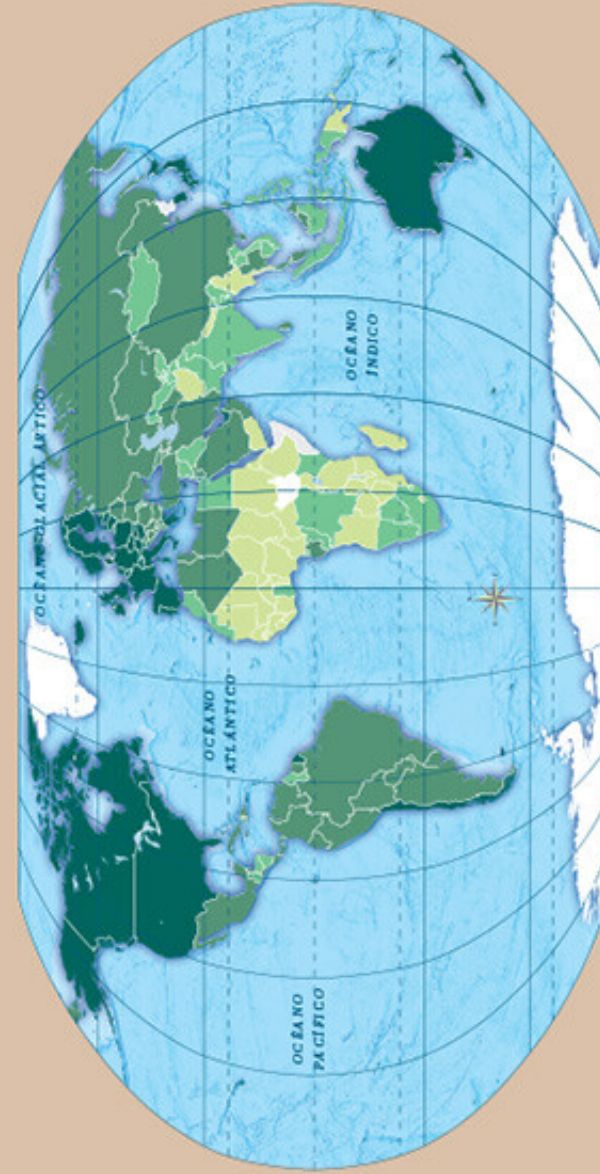 OCÉANO GLACIAL ÁRTICO
OCÉANO
ATLÁNTICO
OCÉANO
PACÍFICO
OCÉANO
ÍNDICO